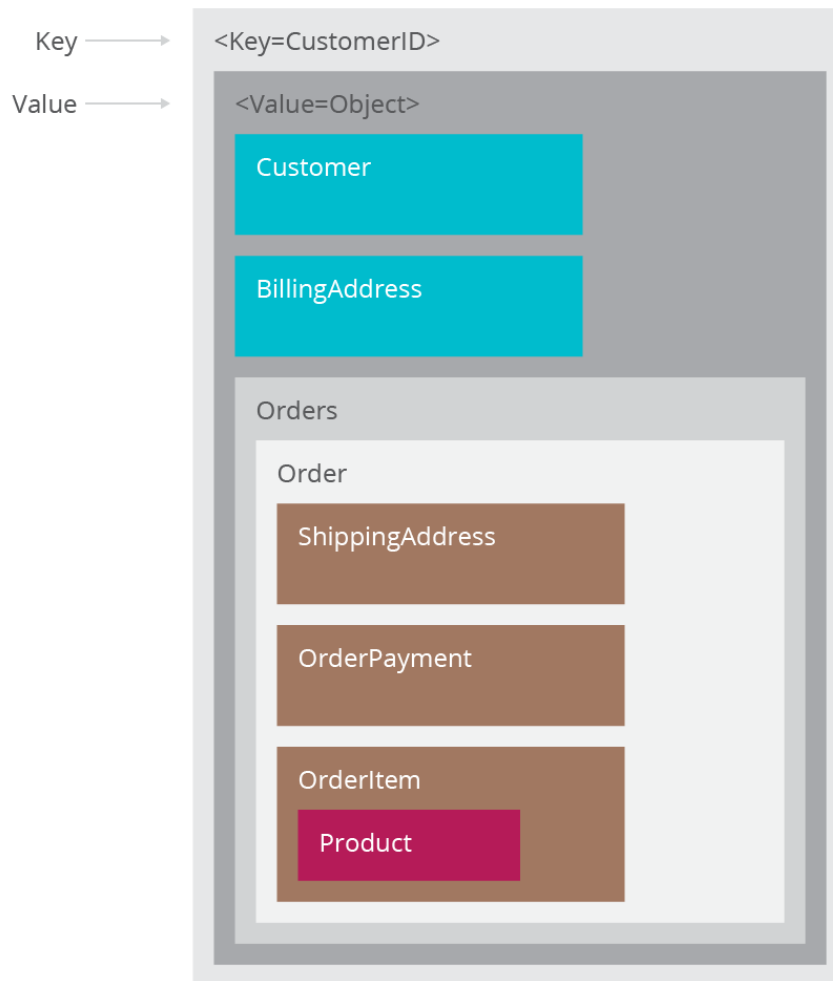 Key
<Key=CustomerID>
Value
<Value=Object>
Customer
BillingAddress
Orders
Order
ShippingAddress
OrderPayment
OrderItem
Product